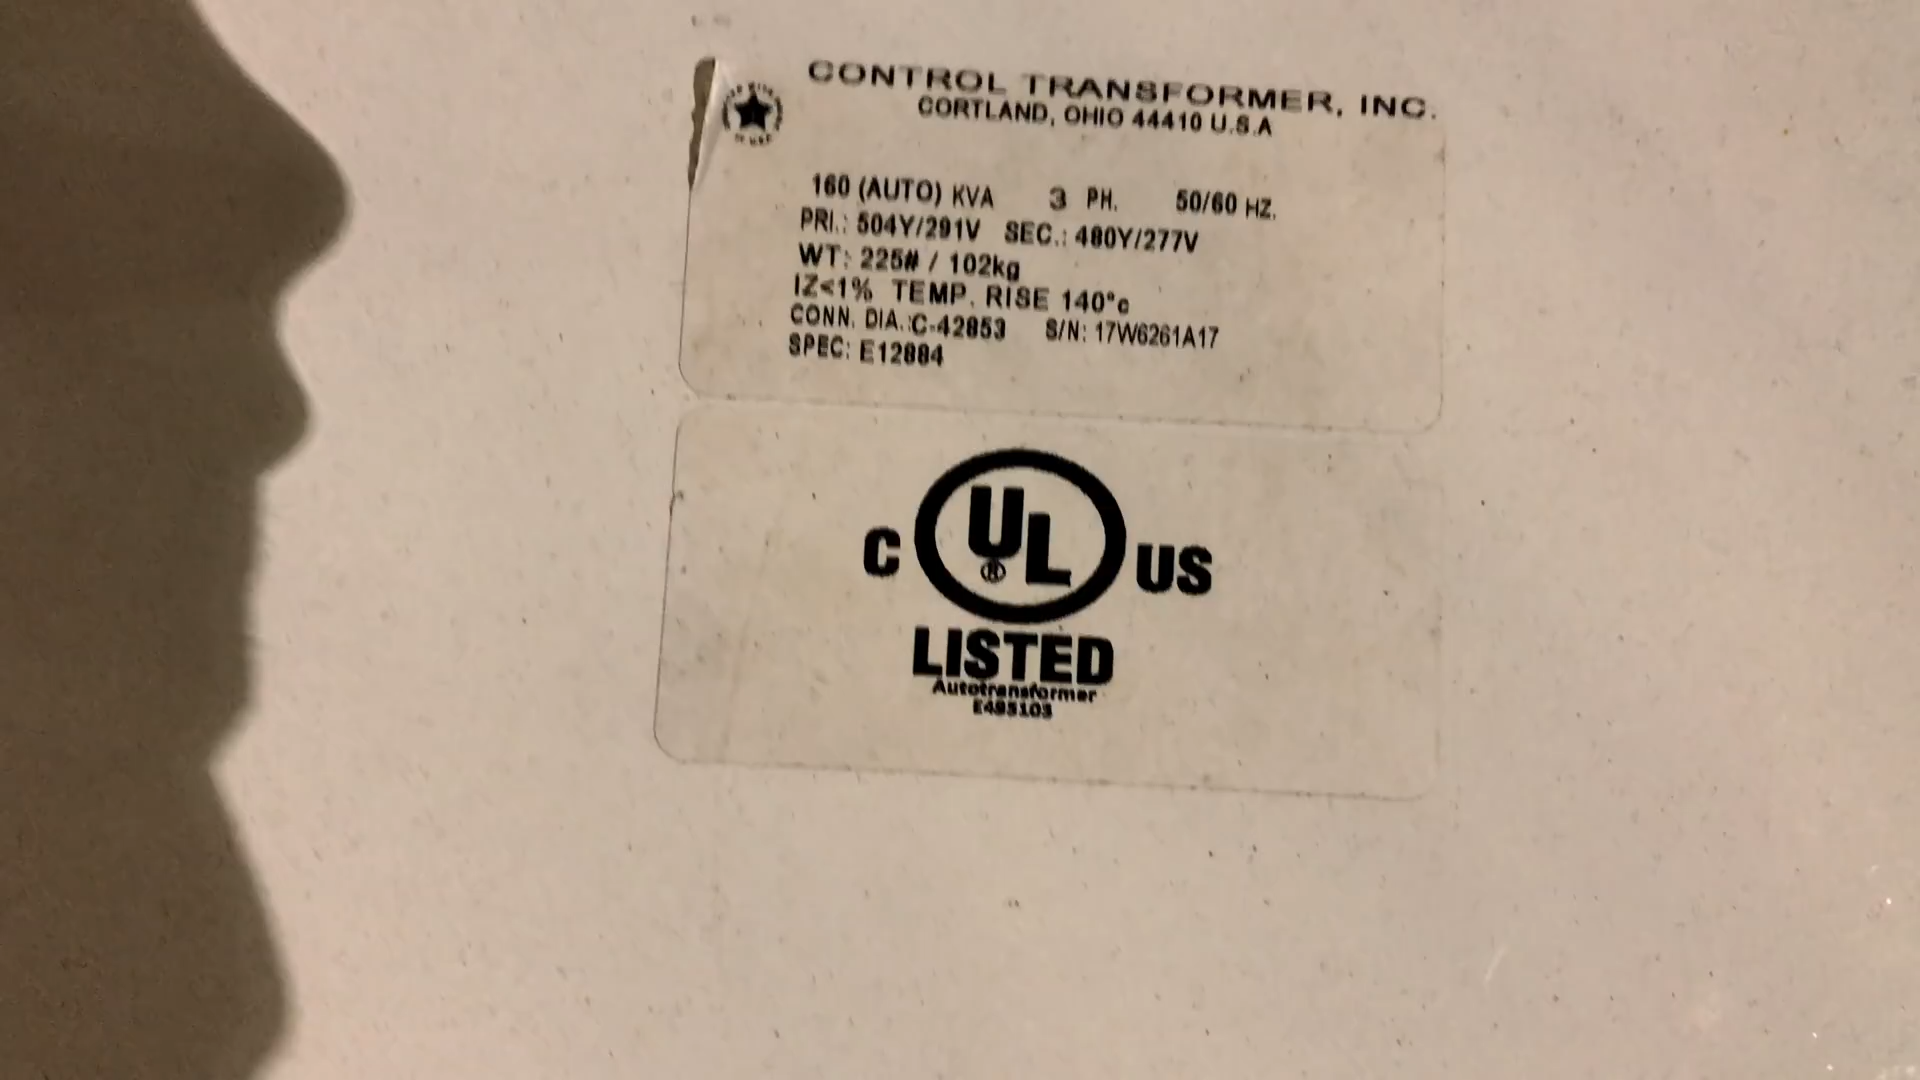 CONTROL TRANSFORMER, INC.
CORTLAND, OHIO 44410 U.S.A
160 (AUTO) KVA 3 PH. 50/60 HZ.
PRI.: 504Y/291V SEC.: 480Y/277V
WT: 225# / 102kg
IZ<1% TEMP. RISE 140°c
CONN. DIA.:C-42853 S/N: 17W6261A17
SPEC: E12884
C UL® US
LISTED
Autotransformer
E495103